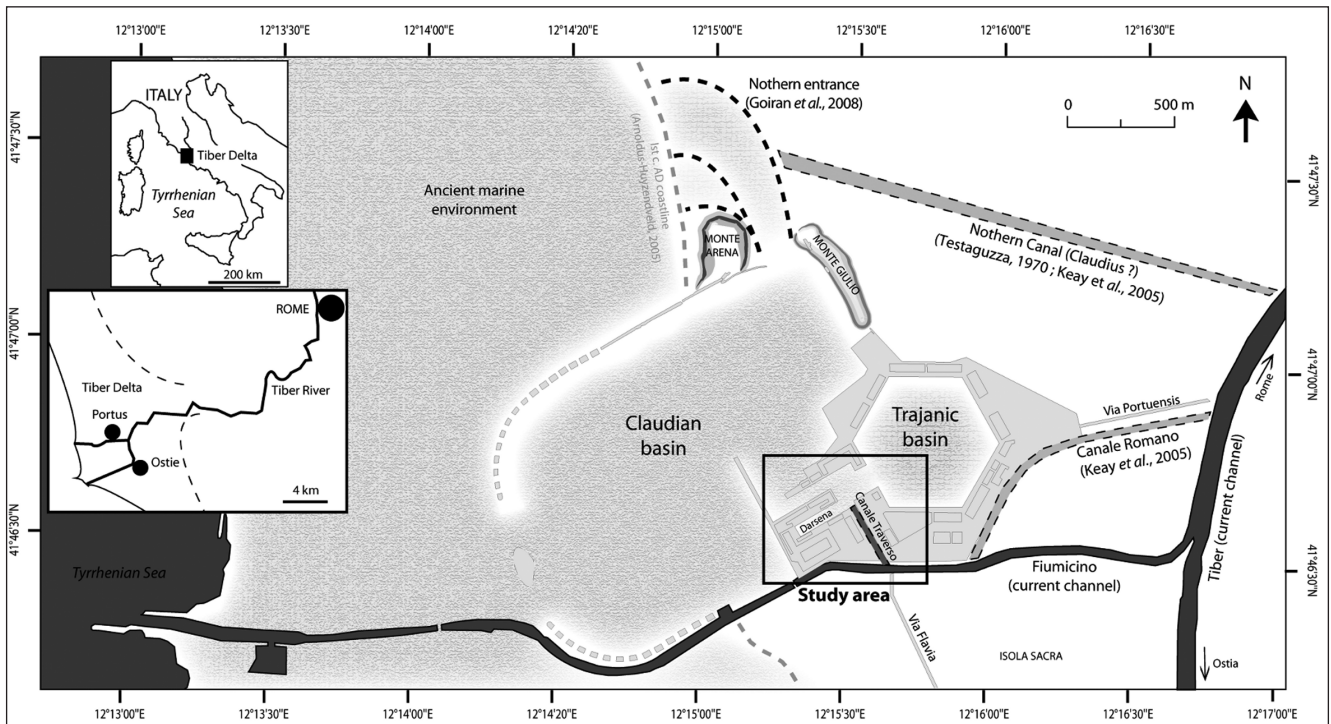 12°13'00"E
12°13'30"E
12°14'00"E
12°14'20"E
12°15'00"E
12°15'30"E
12°16'00"E
12°16'30"E
41°47'30"N
41°47'00"N
41°46'30"N
ITALY
Tiber Delta
Tyrrhenian
Sea
200 km
ROME
Tiber Delta
Tiber River
Portus
Ostie
4 km
Ancient marine
environment
Ist c. AD coastline
(Arnoldus-Huyzendveld, 2005)
Nothern entrance
(Goiran et al., 2008)
0
500 m
N
MONTE
ARENA
MONTE GIULIO
Nothern Canal (Claudius ?)
(Testaguzza, 1970 ; Keay et al., 2005)
Claudian
basin
Trajanic
basin
Via Portuensis
Canale Romano
(Keay et al., 2005)
Rome
Tiber (current channel)
Darsena
Canale Traverso
Study area
Fiumicino
(current channel)
Via Flavia
ISOLA SACRA
Ostia
Tyrrhenian Sea
41°47'30"N
41°47'00"N
41°46'30"N
12°13'00"E
12°13'30"E
12°14'00"E
12°14'20"E
12°15'00"E
12°15'30"E
12°16'00"E
12°16'30"E
12°17'00"E